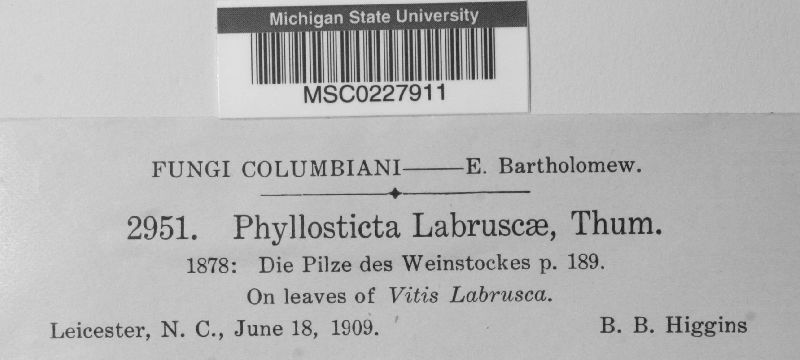 Michigan State University
MSC0227911
FUNGI COLUMBIANI——E. Bartholomew.
2951. Phyllosticta Labruscæ, Thum.
1878: Die Pilze des Weinstockes p. 189.
On leaves of Vitis Labrusca.
Leicester, N. C., June 18, 1909. B. B. Higgins